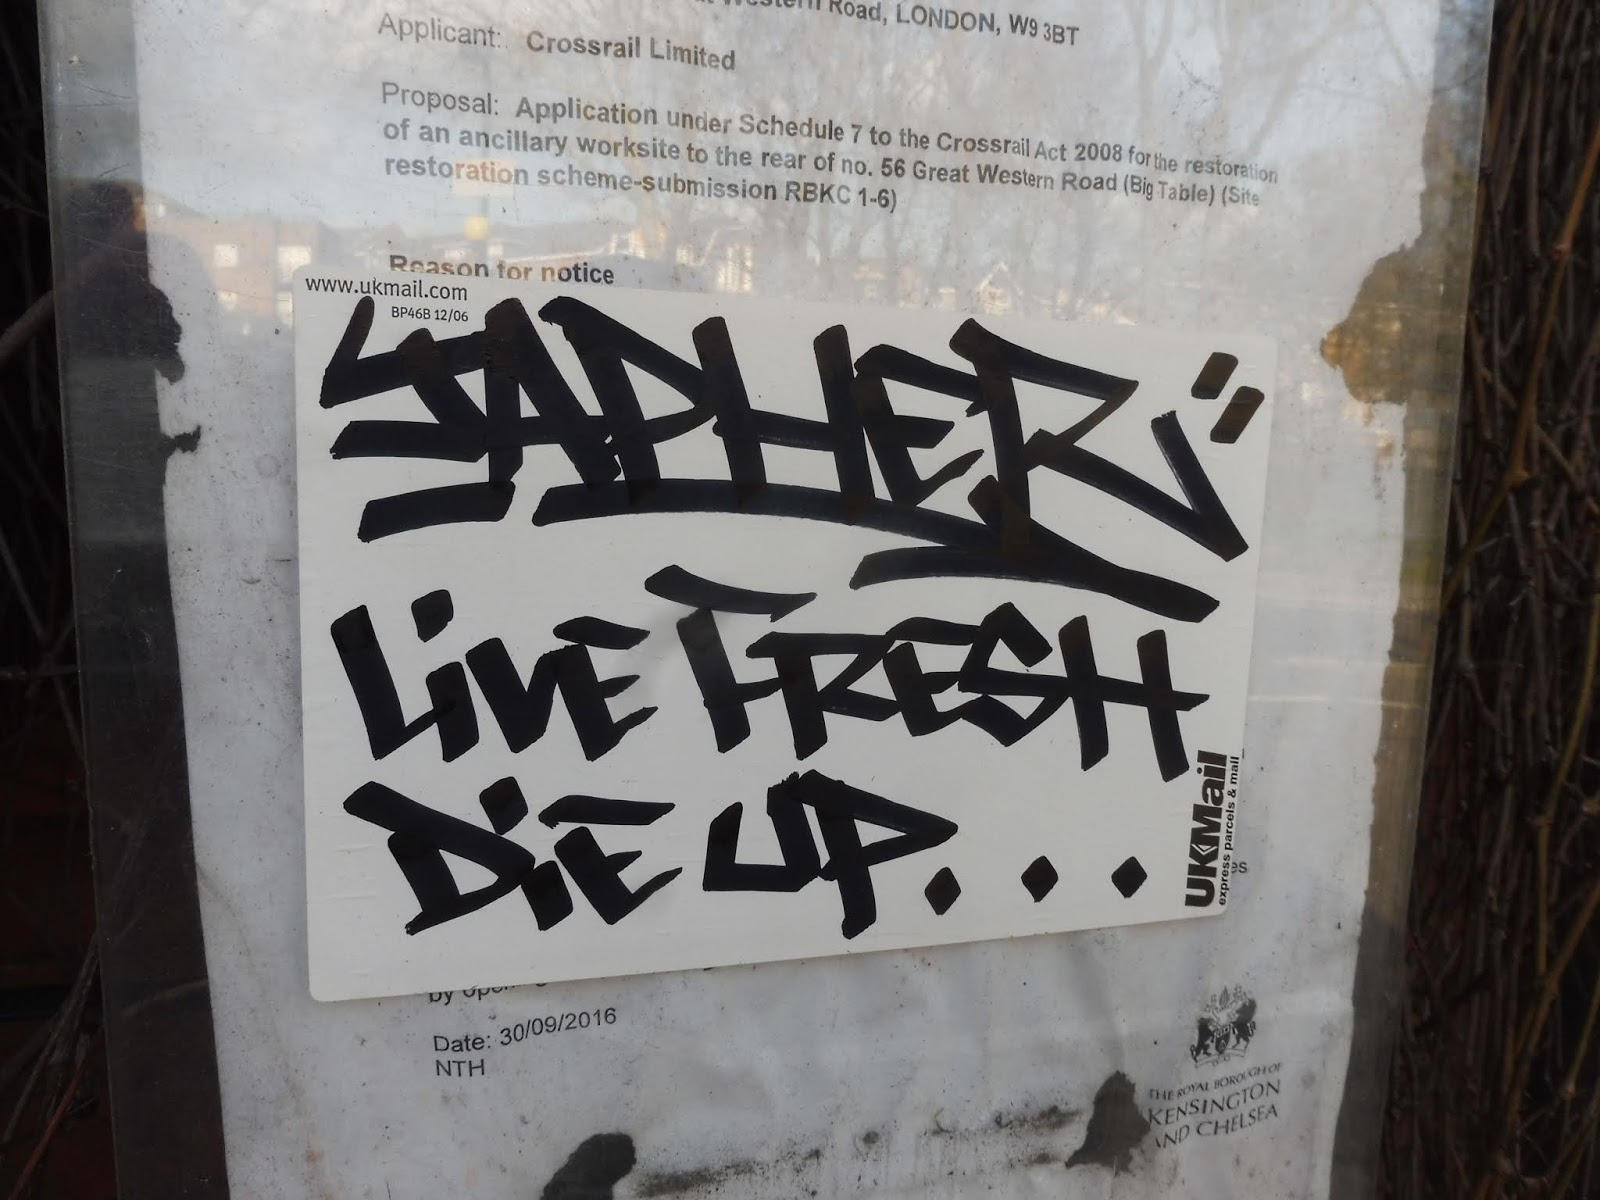 Western Road, LONDON, W9 3BT
Applicant: Crossrail Limited
Proposal: Application under Schedule 7 to the Crossrail Act 2008 for the restoration
of an ancillary worksite to the rear of no. 56 Great Western Road (Big Table) (Site
restoration scheme-submission RBKC 1-6)
Reason for notice
www.ukmail.com
BP46B 12/06
JAPHER
LiVE FRESH
DiE UP...
UKMail
express parcels & mail
by
Date: 30/09/2016
NTH
THE ROYAL BOROUGH OF
KENSINGTON
AND CHELSEA